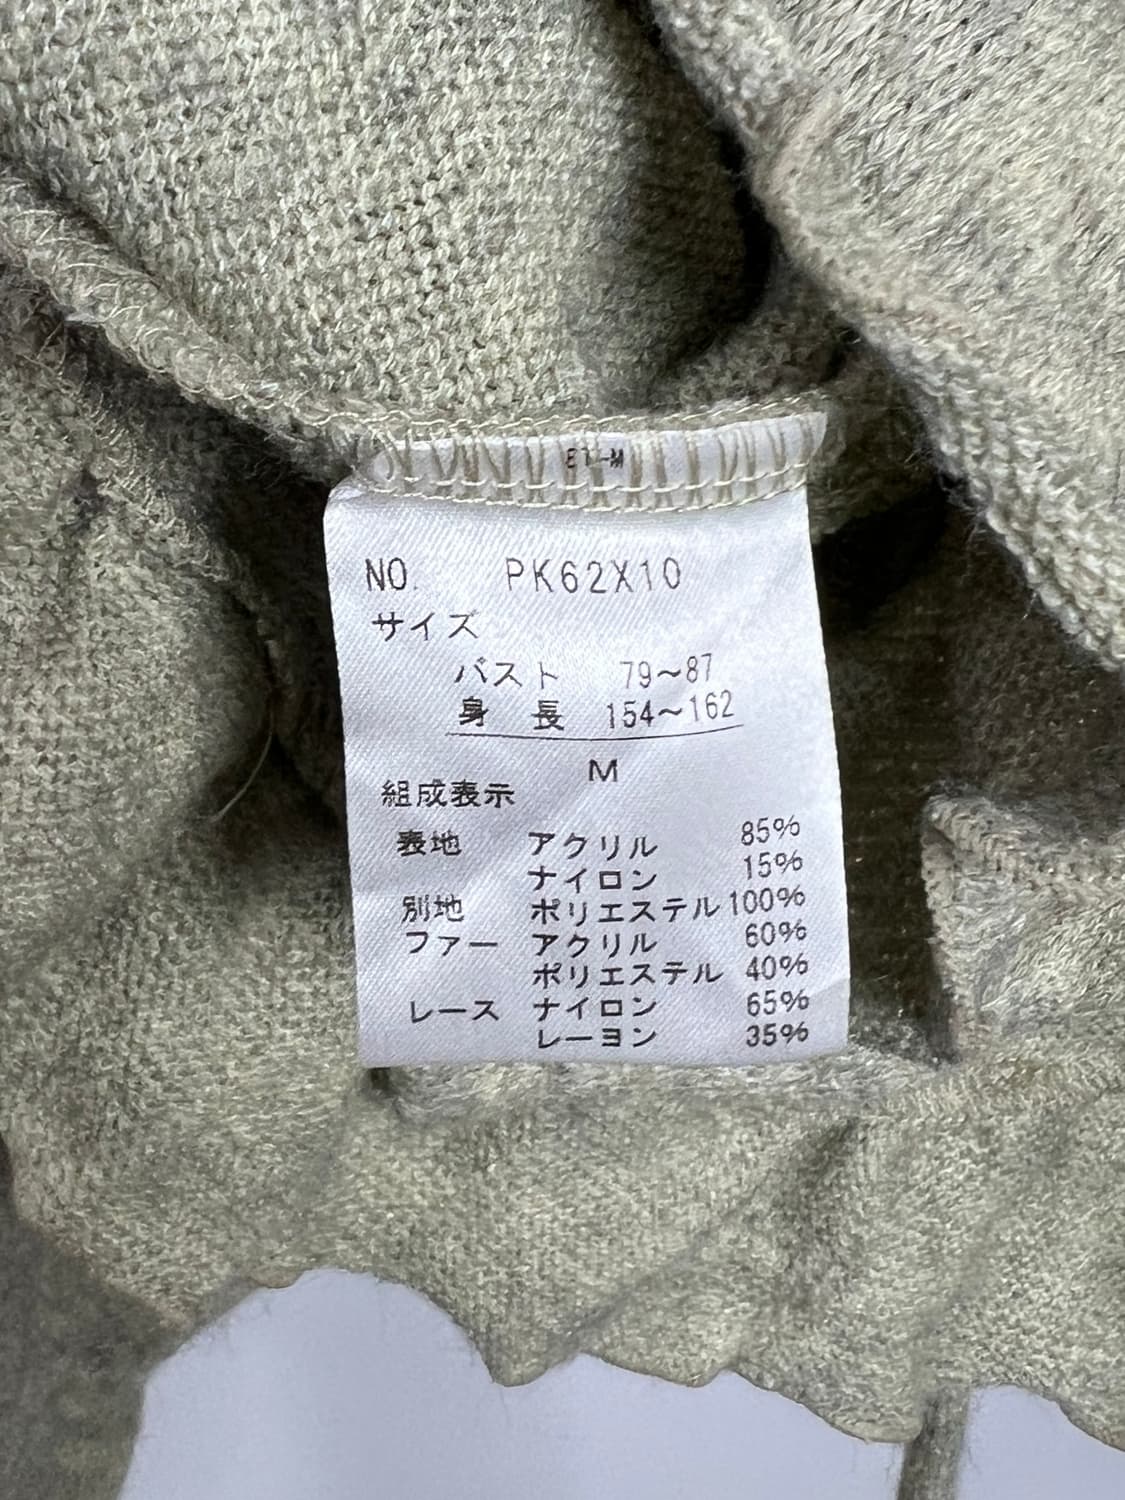 NO. PK62X10
サイズ
バスト 79～87
身長 154～162
M
組成表示
表地 アクリル 85%
ナイロン 15%
別地 ポリエステル 100%
ファー アクリル 60%
ポリエステル 40%
レース ナイロン 65%
レーヨン 35%